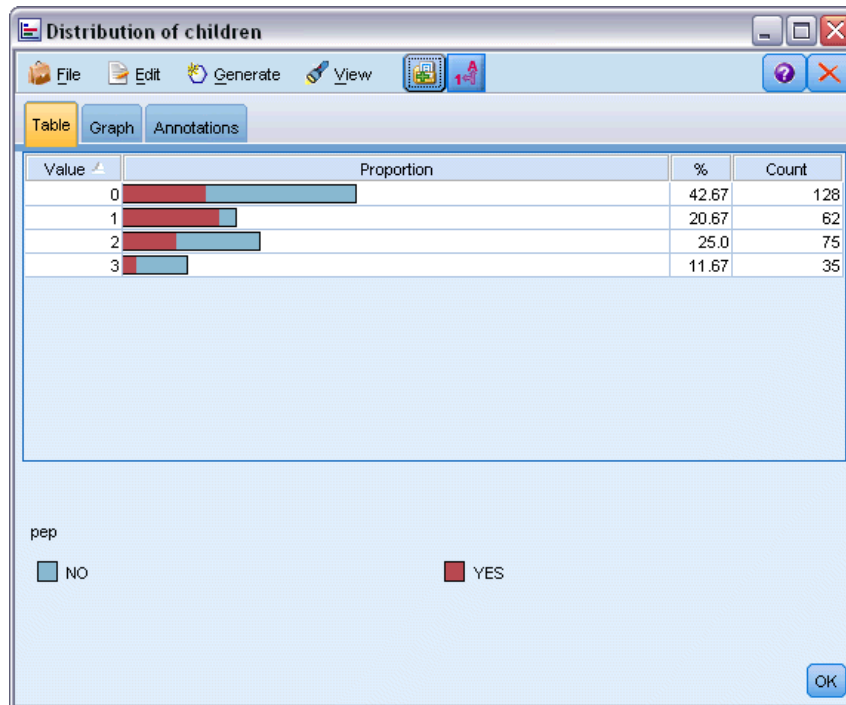 Distribution of children
File Edit Generate View
Table Graph Annotations
Value Proportion % Count
0 42.67 128
1 20.67 62
2 25.0 75
3 11.67 35
pep
NO YES
OK